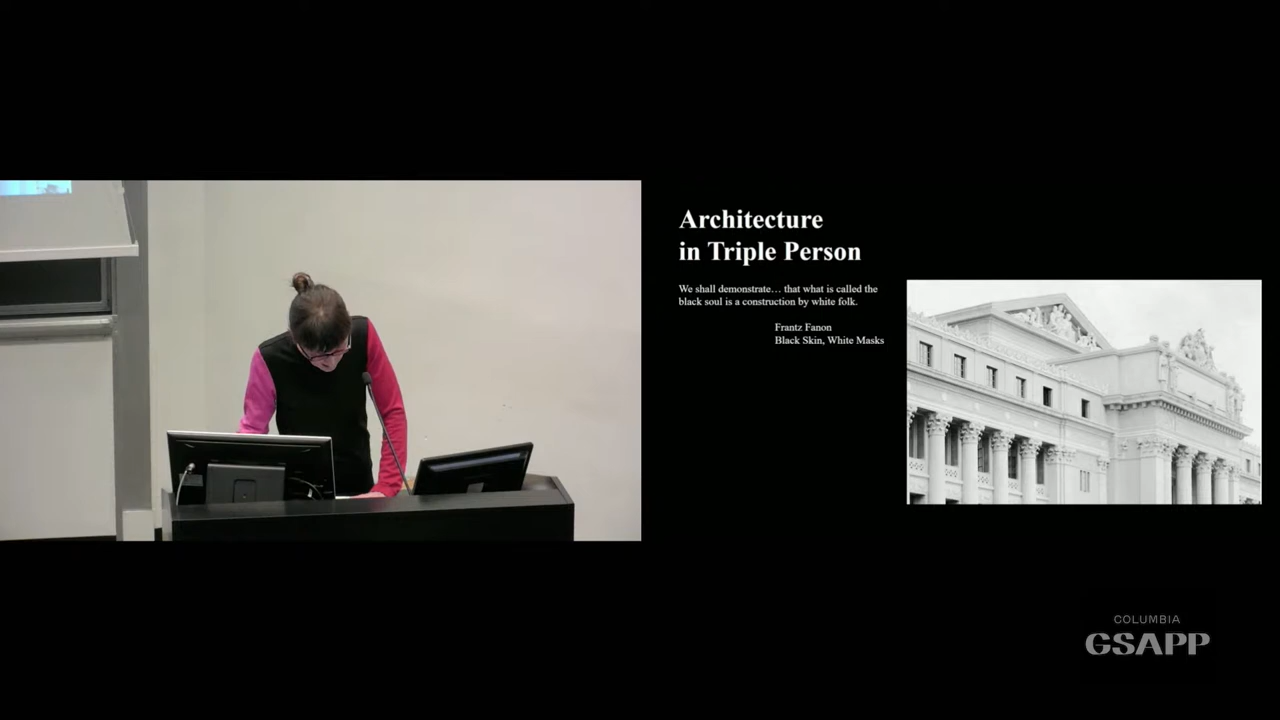 Architecture
in Triple Person
We shall demonstrate… that what is called the
black soul is a construction by white folk.
Frantz Fanon
Black Skin, White Masks
COLUMBIA
GSAPP